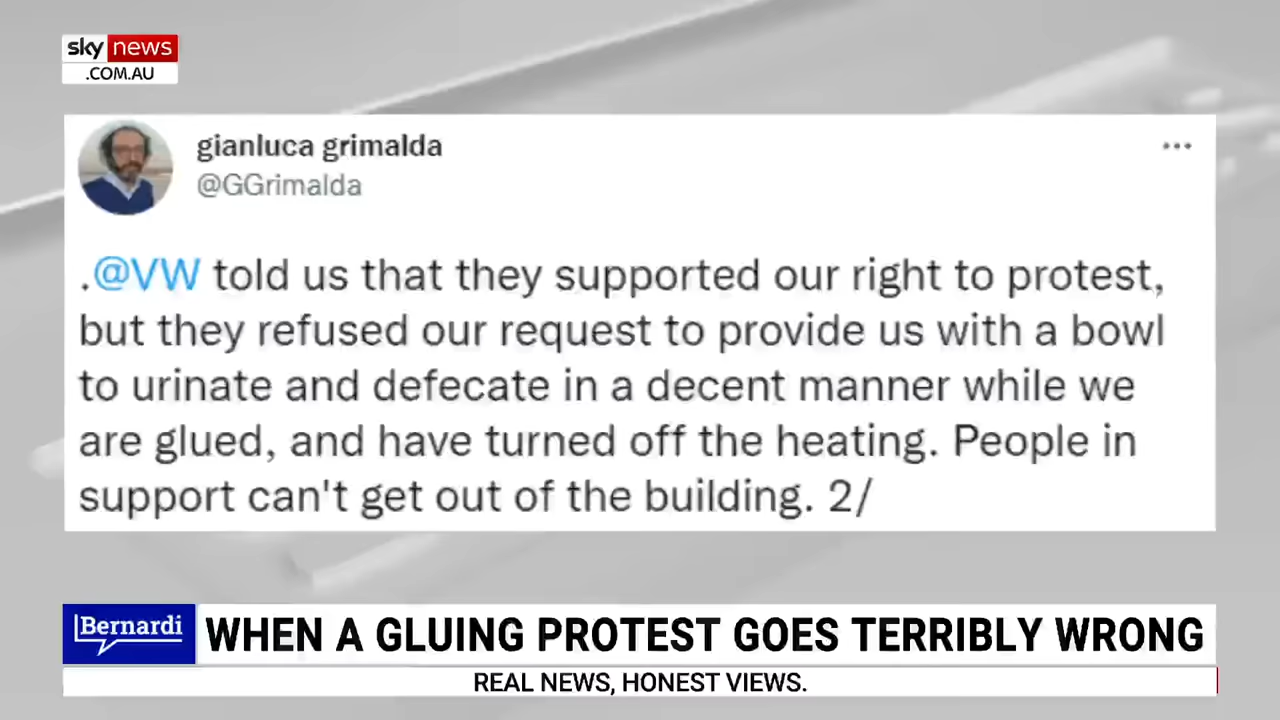 sky news
.COM.AU
gianluca grimalda
@GGrimalda
.@VW told us that they supported our right to protest,
but they refused our request to provide us with a bowl
to urinate and defecate in a decent manner while we
are glued, and have turned off the heating. People in
support can't get out of the building. 2/
Bernardi
WHEN A GLUING PROTEST GOES TERRIBLY WRONG
REAL NEWS, HONEST VIEWS.